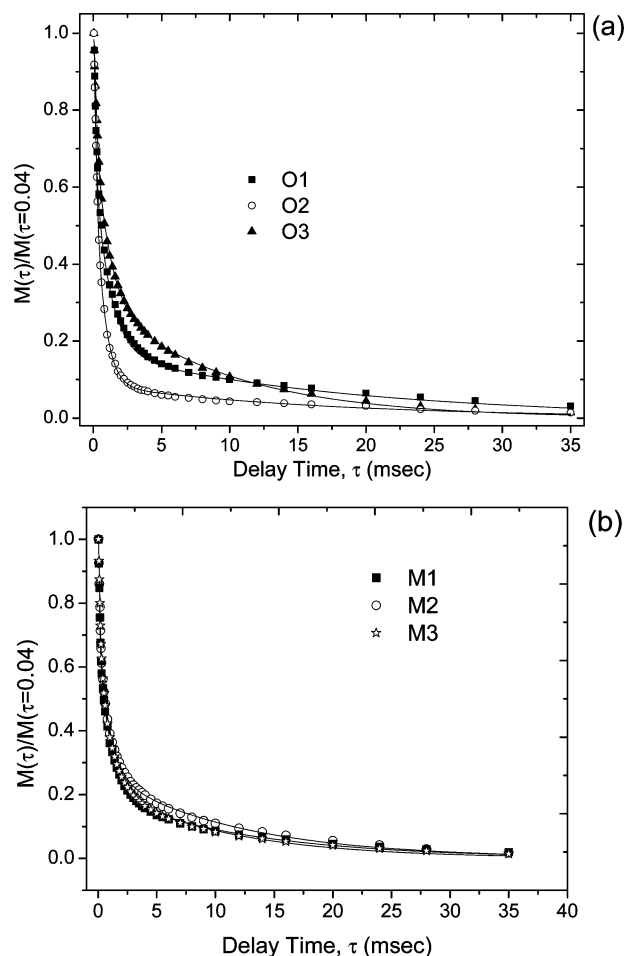 (a)
1.0
0.8
0.6
0.4
0.2
0.0
M(τ)/M(τ=0.04)
O1
O2
O3
0 5 10 15 20 25 30 35
Delay Time, τ (msec)
(b)
1.0
0.8
0.6
0.4
0.2
0.0
M(τ)/M(τ=0.04)
M1
M2
M3
0 5 10 15 20 25 30 35 40
Delay Time, τ (msec)